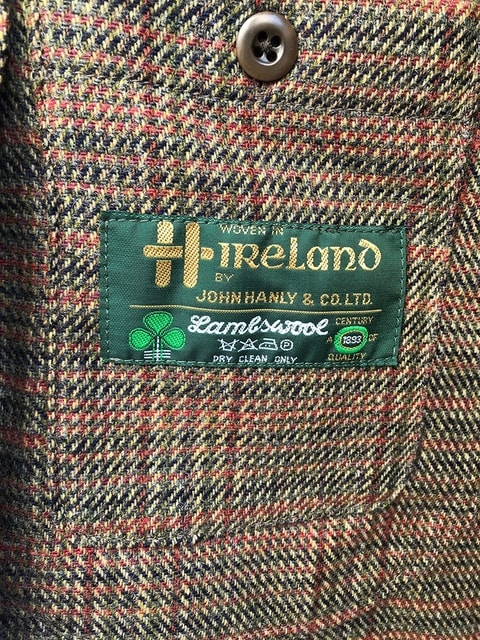 WOVEN IN
H IRELAND
BY
JOHN HANLY & CO. LTD.
Lambswool
DRY CLEAN ONLY
A CENTURY OF
1893
QUALITY